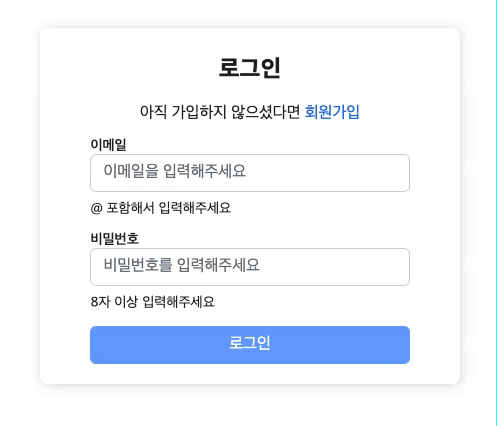 로그인
아직 가입하지 않으셨다면 회원가입
이메일
이메일을 입력해주세요
@ 포함해서 입력해주세요
비밀번호
비밀번호를 입력해주세요
8자 이상 입력해주세요
로그인